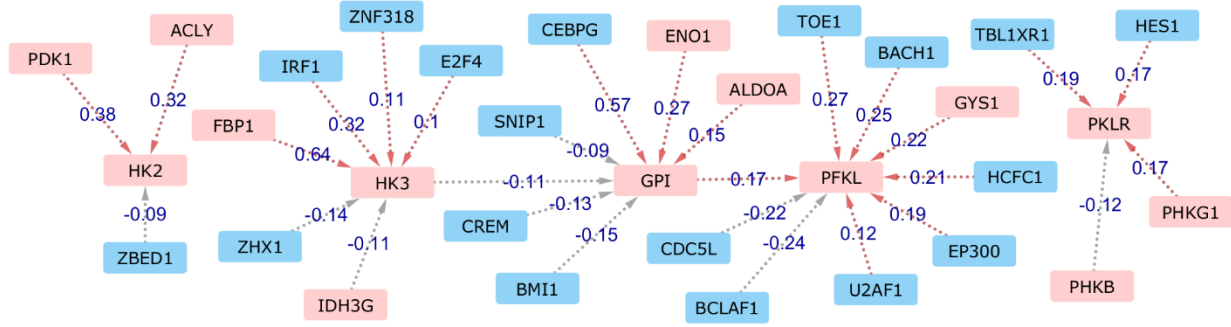 ZNF318
ACLY
CEBPG
ENO1
TOE1
HES1
TBL1XR1
PDK1
IRF1
E2F4
BACH1
0.17
0.19
0.11
0.57
ALDOA
0.27
GYS1
0.38
0.32
0.32
0.1
0.27
0.25
SNIP1
PKLR
FBP1
0.15
0.22
0.64
-0.09
HK2
HK3
-0.11
GPI
0.17
PFKL
0.21
HCFC1
0.17
-0.09
-0.14
-0.13
-0.22
0.19
-0.12
PHKG1
CREM
-0.11
-0.15
-0.24
0.12
ZBED1
ZHX1
CDC5L
EP300
BMI1
U2AF1
PHKB
IDH3G
BCLAF1